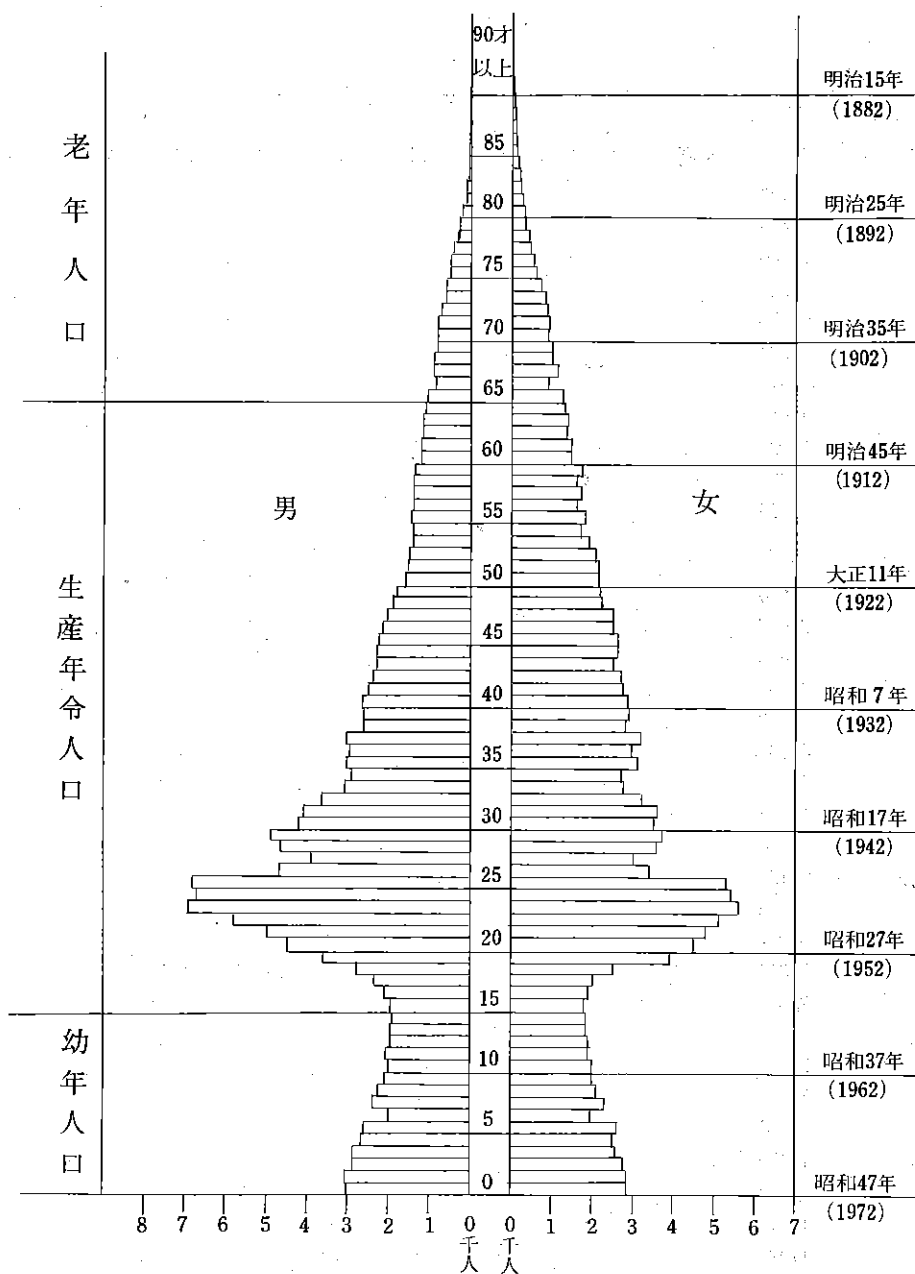 90才
以上
85
80
75
70
65
60
55
50
45
40
35
30
25
20
15
10
5
0
老年人口
生産年令人口
幼年人口
男
女
明治15年
(1882)
明治25年
(1892)
明治35年
(1902)
明治45年
(1912)
大正11年
(1922)
昭和7年
(1932)
昭和17年
(1942)
昭和27年
(1952)
昭和37年
(1962)
昭和47年
(1972)
8 7 6 5 4 3 2 1 0 0 1 2 3 4 5 6 7
千人 千人